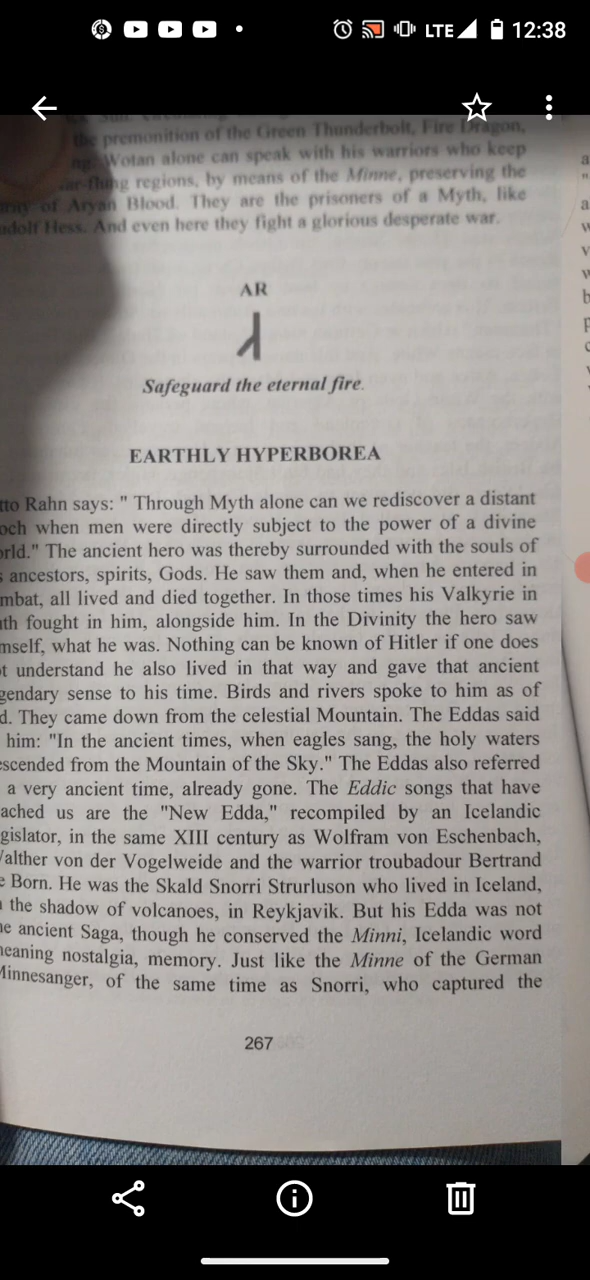 LTE 12:38
the premonition of the Green Thunderbolt, Fire Dragon,
Wotan alone can speak with his warriors who keep
regions, by means of the Minne, preserving the
of Aryan Blood. They are the prisoners of a Myth, like
Hess. And even here they fight a glorious desperate war.
AR
Safeguard the eternal fire.
EARTHLY HYPERBOREA
tto Rahn says: " Through Myth alone can we rediscover a distant
och when men were directly subject to the power of a divine
orld." The ancient hero was thereby surrounded with the souls of
s ancestors, spirits, Gods. He saw them and, when he entered in
mbat, all lived and died together. In those times his Valkyrie in
th fought in him, alongside him. In the Divinity the hero saw
mself, what he was. Nothing can be known of Hitler if one does
t understand he also lived in that way and gave that ancient
gendary sense to his time. Birds and rivers spoke to him as of
d. They came down from the celestial Mountain. The Eddas said
him: "In the ancient times, when eagles sang, the holy waters
escended from the Mountain of the Sky." The Eddas also referred
a very ancient time, already gone. The Eddic songs that have
ached us are the "New Edda," recompiled by an Icelandic
gislator, in the same XIII century as Wolfram von Eschenbach,
alther von der Vogelweide and the warrior troubadour Bertrand
e Born. He was the Skald Snorri Strurluson who lived in Iceland,
the shadow of volcanoes, in Reykjavik. But his Edda was not
e ancient Saga, though he conserved the Minni, Icelandic word
eaning nostalgia, memory. Just like the Minne of the German
Minnesanger, of the same time as Snorri, who captured the
267